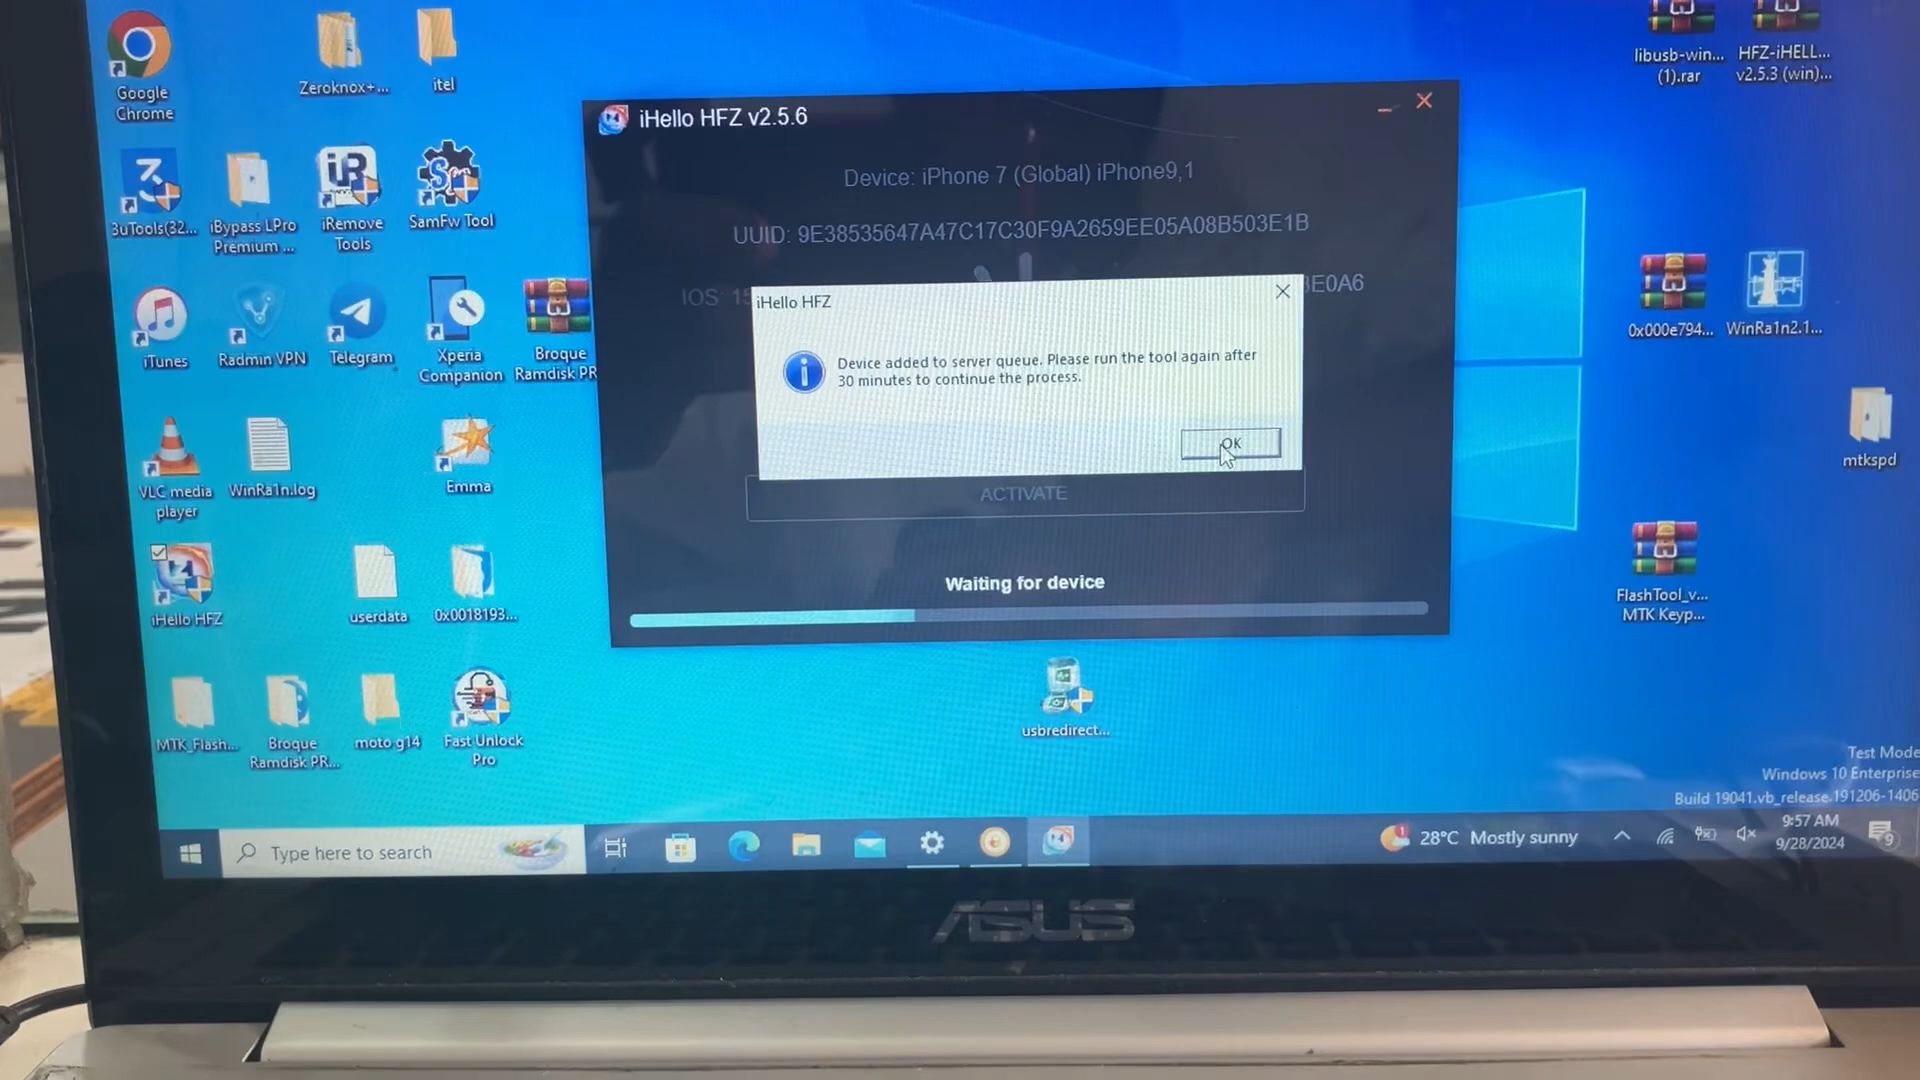 Google
Chrome
Zeroknox+...
itel
libusb-win...
(1).rar
HFZ-iHELL...
v2.5.3 (win)...
3uTools(32...
iBypass LPro
Premium ...
iRemove
Tools
SamFw Tool
iTunes
Radmin VPN
Telegram
Xperia
Companion
Broque
Ramdisk PR
VLC media
player
WinRa1n.log
Emma
iHello HFZ
userdata
0x0018193...
MTK_Flash...
Broque
Ramdisk PR...
moto g14
Fast Unlock
Pro
iHello HFZ v2.5.6
Device: iPhone 7 (Global) iPhone9,1
UUID: 9E38535647A47C17C30F9A2659EE05A08B503E1B
IOS 15
E0A6
iHello HFZ
Device added to server queue. Please run the tool again after
30 minutes to continue the process.
OK
ACTIVATE
Waiting for device
usbredirect...
0x000e794...
WinRa1n2.1...
mtkspd
FlashTool_v...
MTK Keyp...
Test Mode
Windows 10 Enterprise
Build 19041.vb_release.191206-1406
Type here to search
1
28°C Mostly sunny
9:57 AM
9/28/2024
9
ASUS